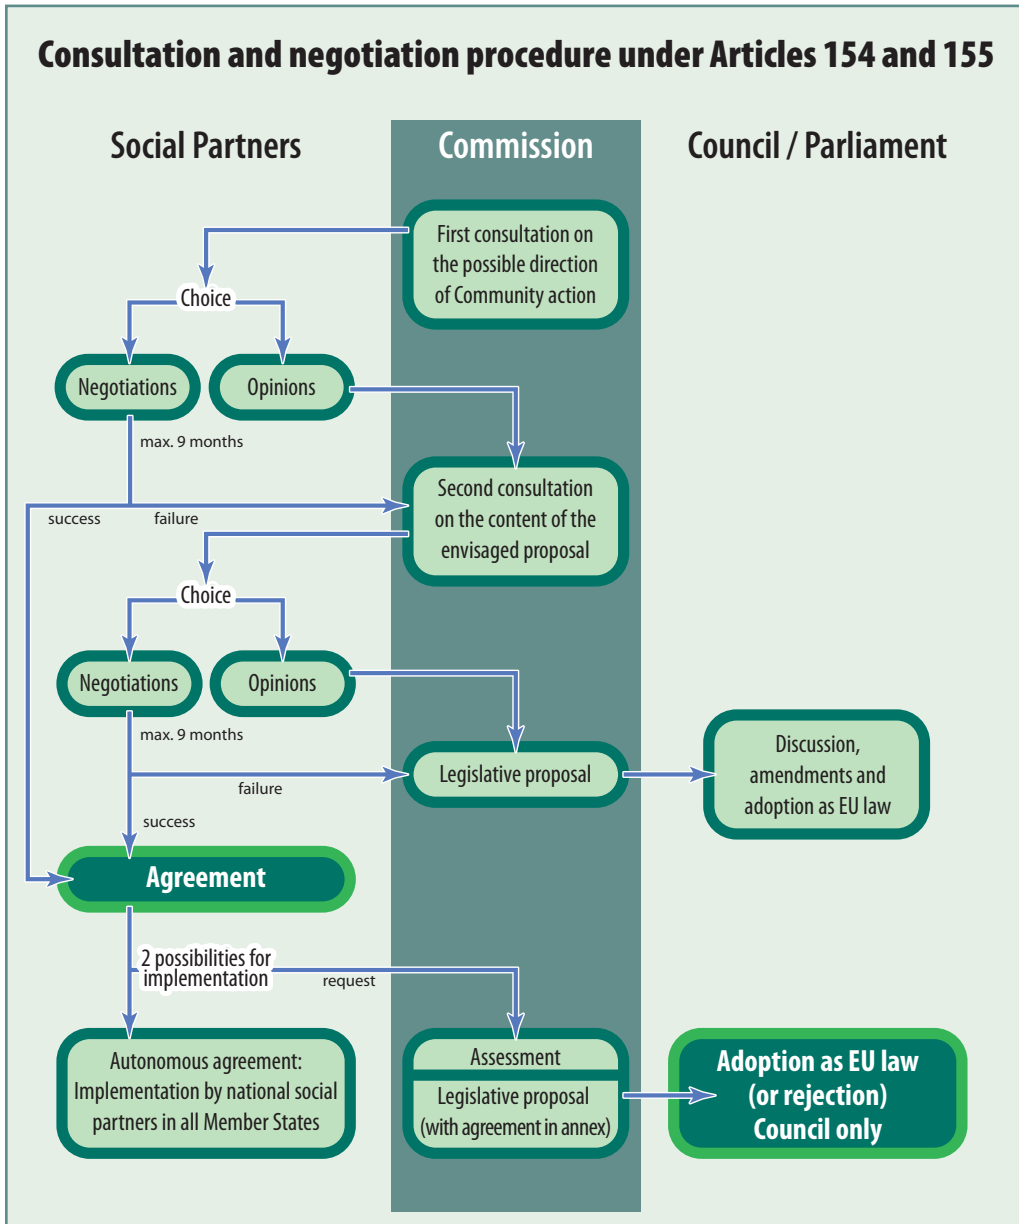 Consultation and negotiation procedure under Articles 154 and 155
Social Partners
Commission
Council / Parliament
First consultation on
the possible direction
of Community action
Choice
Negotiations
Opinions
max. 9 months
success
failure
Second consultation
on the content of the
envisaged proposal
Choice
Negotiations
Opinions
max. 9 months
failure
Legislative proposal
Discussion,
amendments and
adoption as EU law
success
Agreement
2 possibilities for
implementation
request
Autonomous agreement:
Implementation by national social
partners in all Member States
Assessment
Legislative proposal
(with agreement in annex)
Adoption as EU law
(or rejection)
Council only